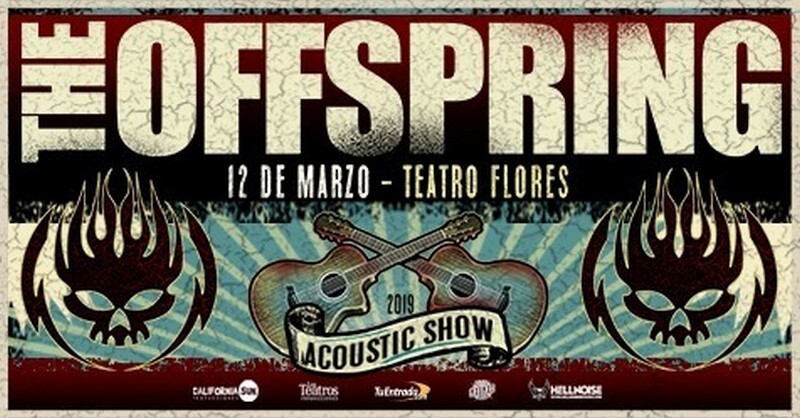 THE OFFSPRING
12 DE MARZO - TEATRO FLORES
2019
ACOUSTIC SHOW
CALIFORNIA SUN
Teatros
TuEntrada
HELLNOISE